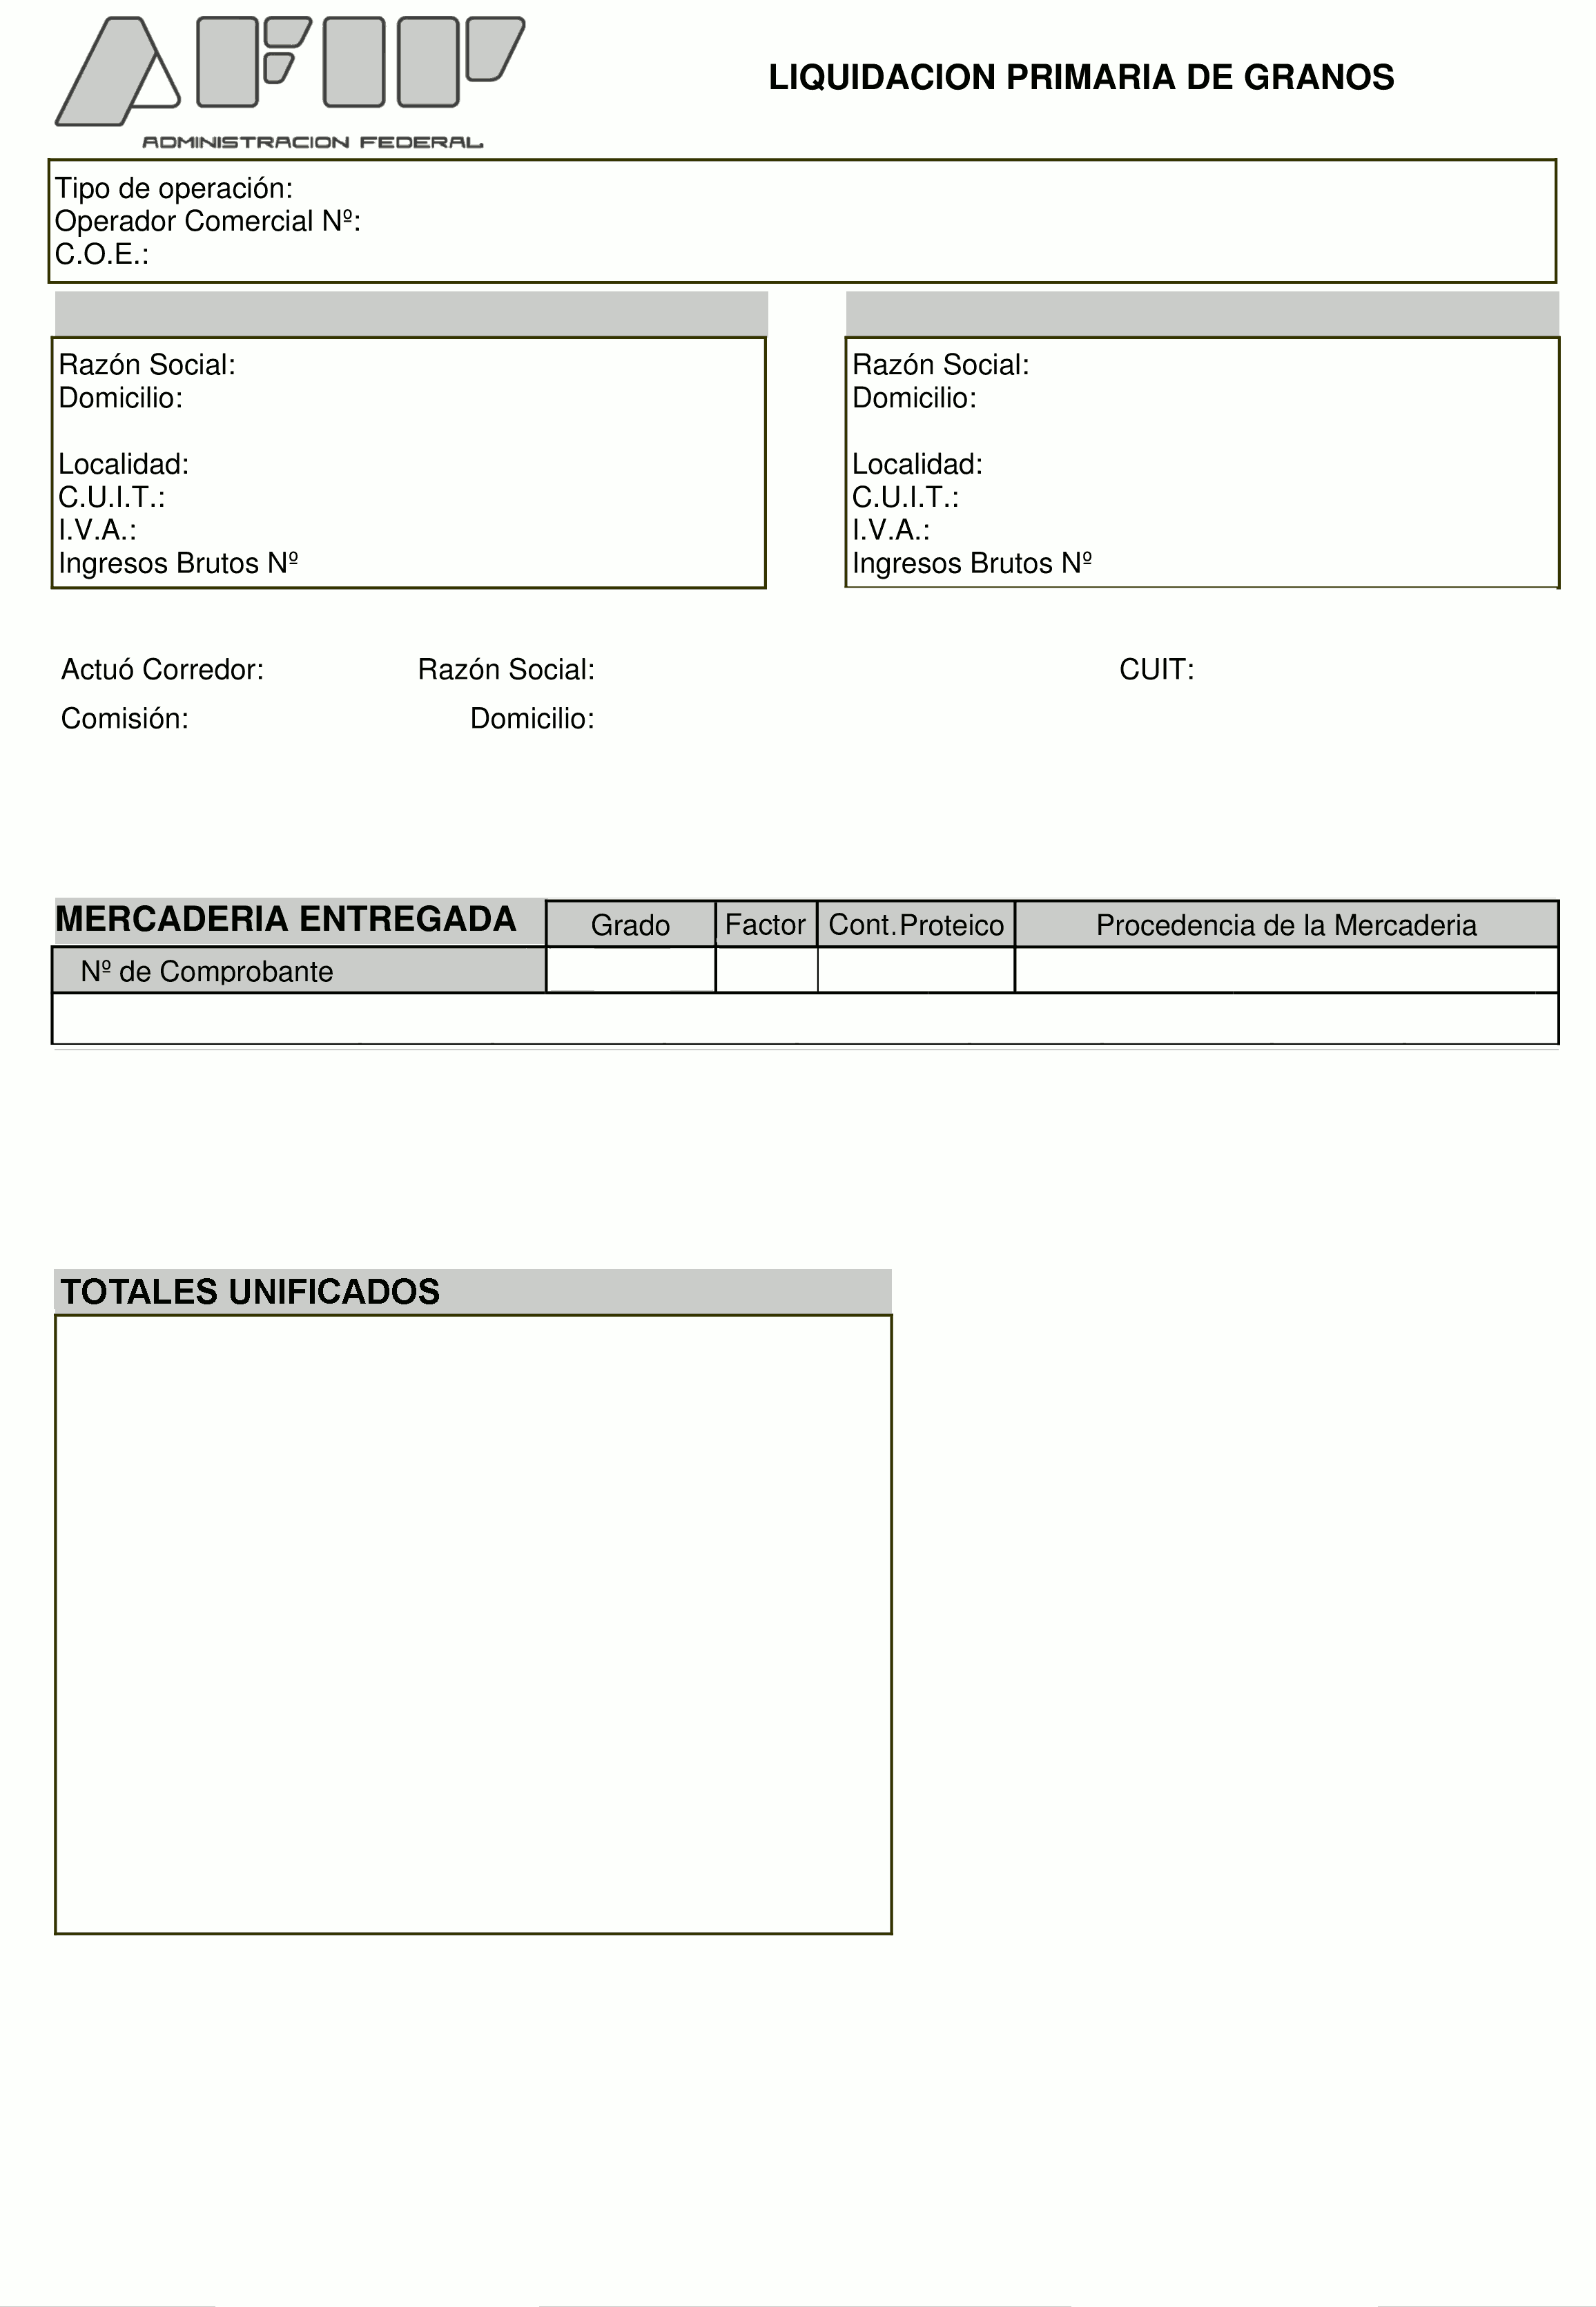 AFIP
ADMINISTRACION FEDERAL
LIQUIDACION PRIMARIA DE GRANOS
Tipo de operación:
Operador Comercial Nº:
C.O.E.:
Razón Social:
Domicilio:
Localidad:
C.U.I.T.:
I.V.A.:
Ingresos Brutos Nº
Razón Social:
Domicilio:
Localidad:
C.U.I.T.:
I.V.A.:
Ingresos Brutos Nº
Actuó Corredor: Razón Social: CUIT:
Comisión: Domicilio:
MERCADERIA ENTREGADA Grado Factor Cont.Proteico Procedencia de la Mercaderia
Nº de Comprobante
TOTALES UNIFICADOS